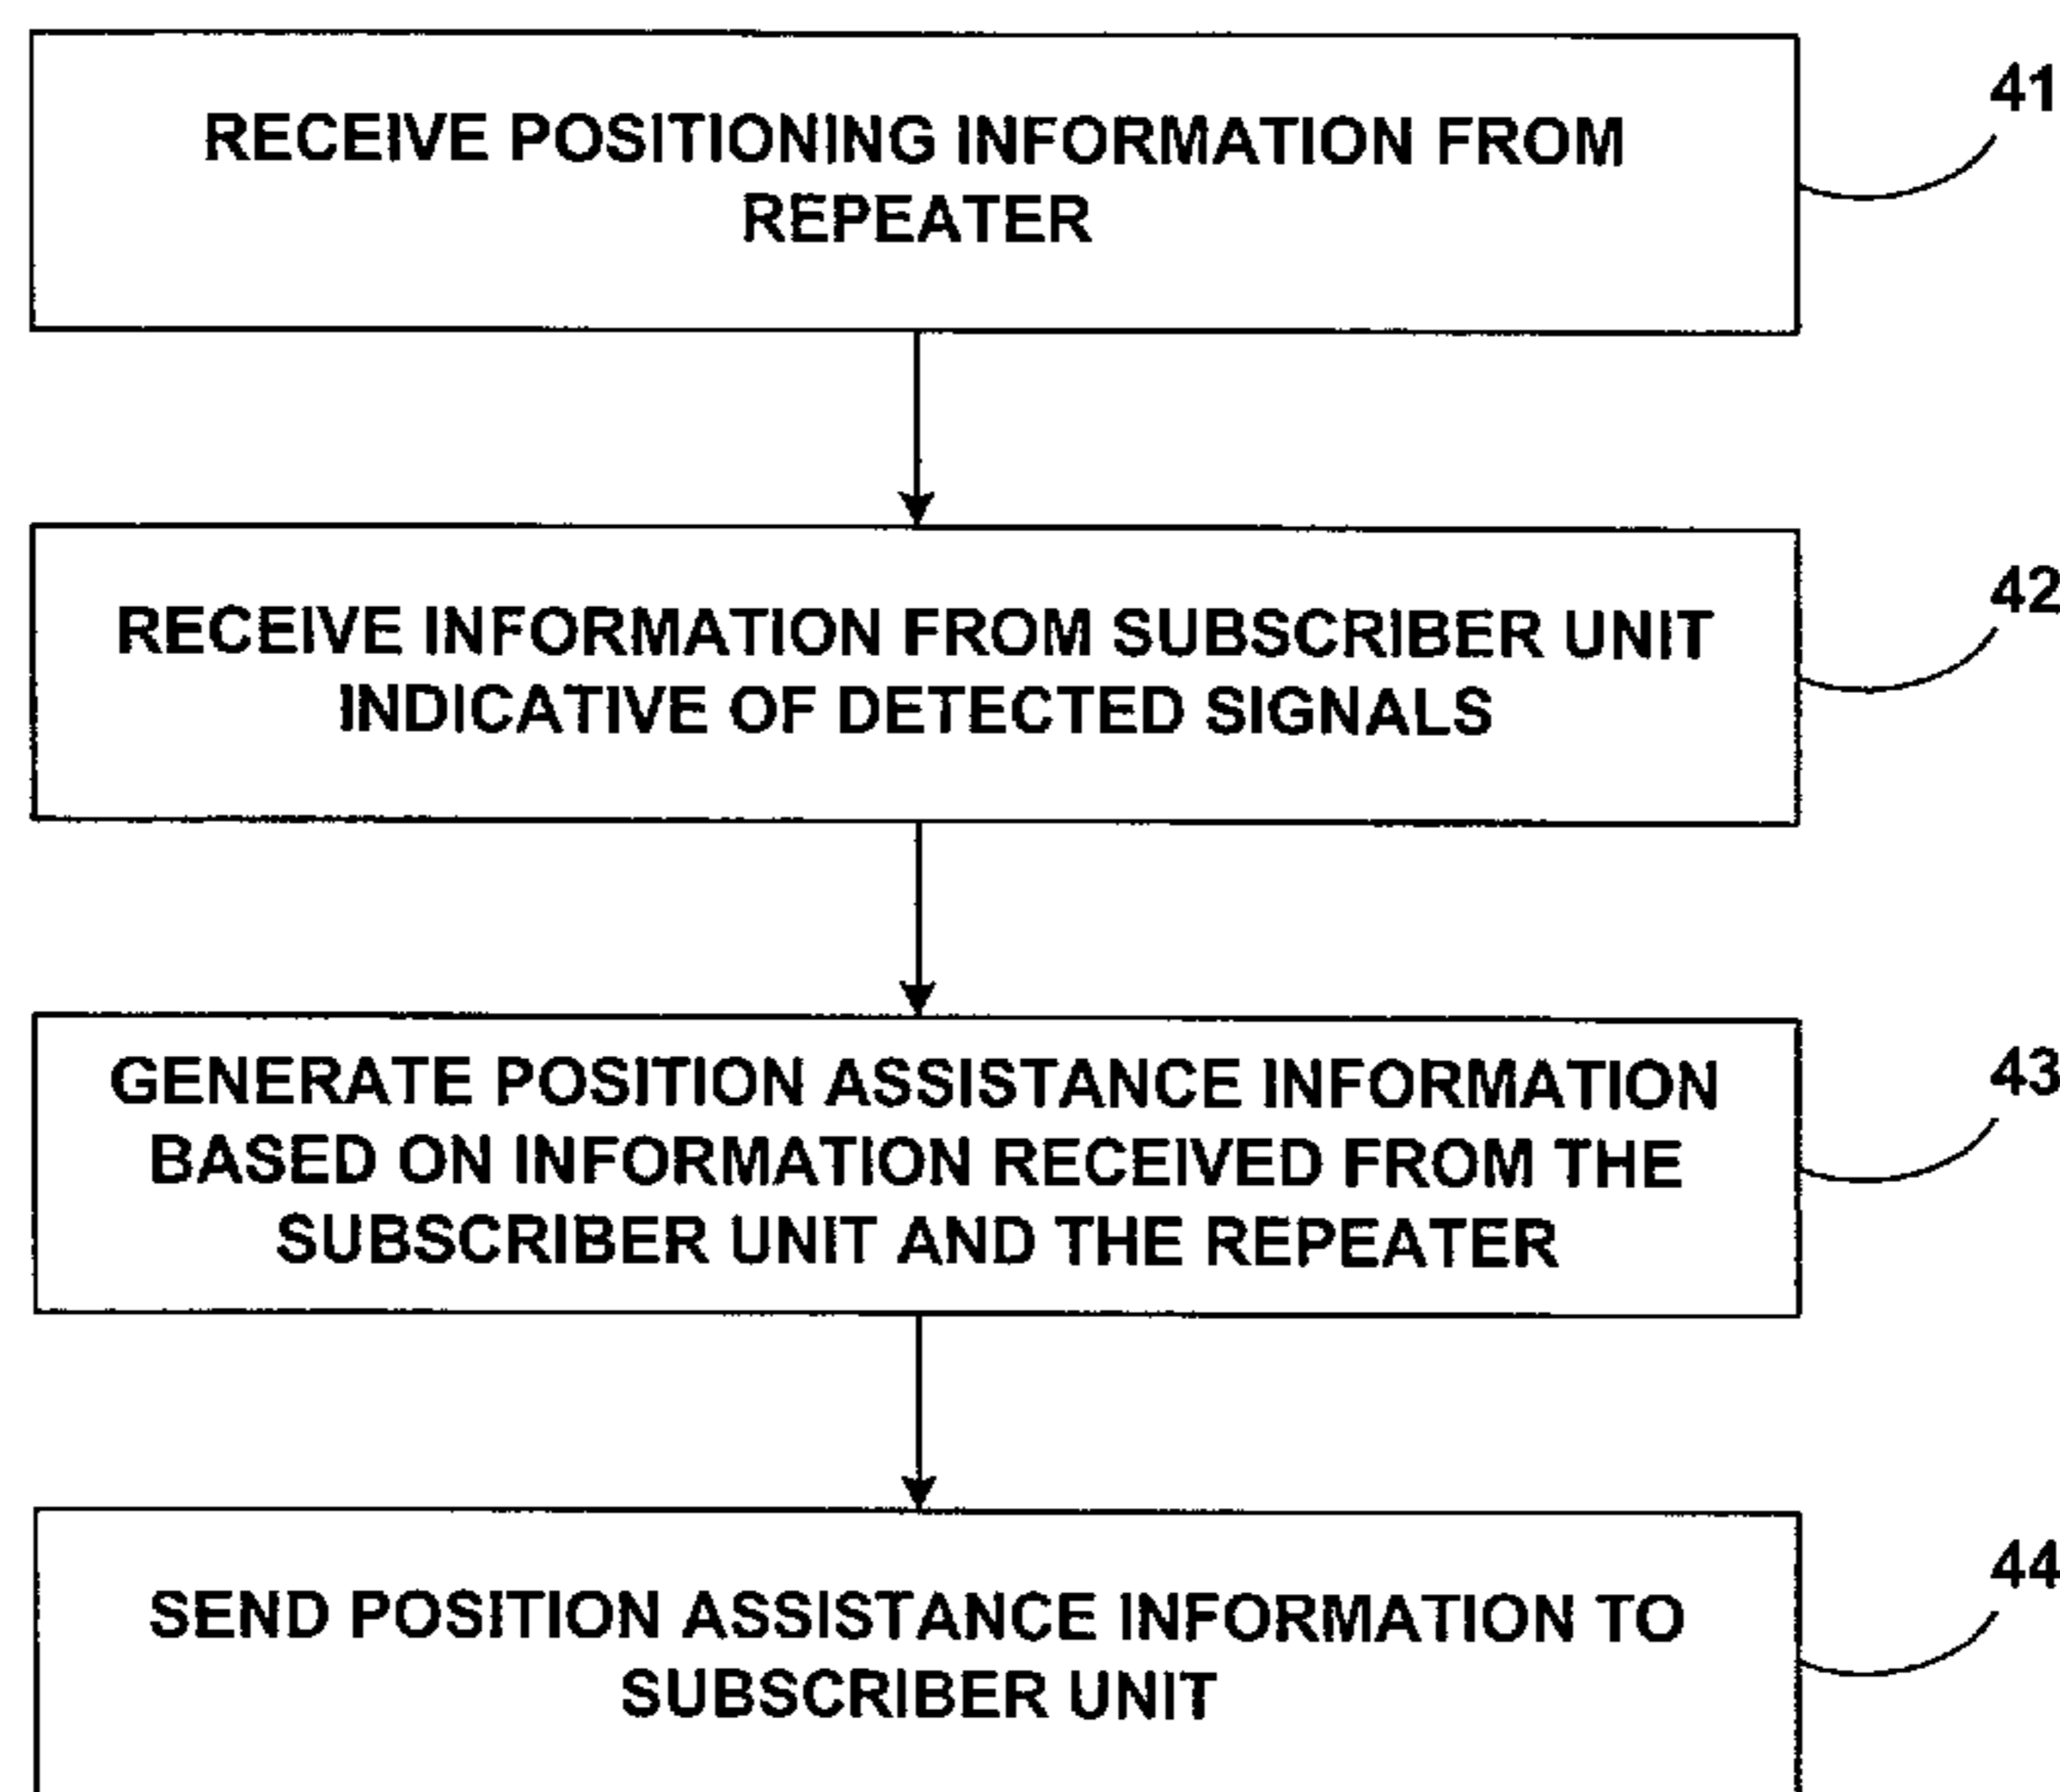 RECEIVE POSITIONING INFORMATION FROM
REPEATER
41
RECEIVE INFORMATION FROM SUBSCRIBER UNIT
INDICATIVE OF DETECTED SIGNALS
42
GENERATE POSITION ASSISTANCE INFORMATION
BASED ON INFORMATION RECEIVED FROM THE
SUBSCRIBER UNIT AND THE REPEATER
43
SEND POSITION ASSISTANCE INFORMATION TO
SUBSCRIBER UNIT
44